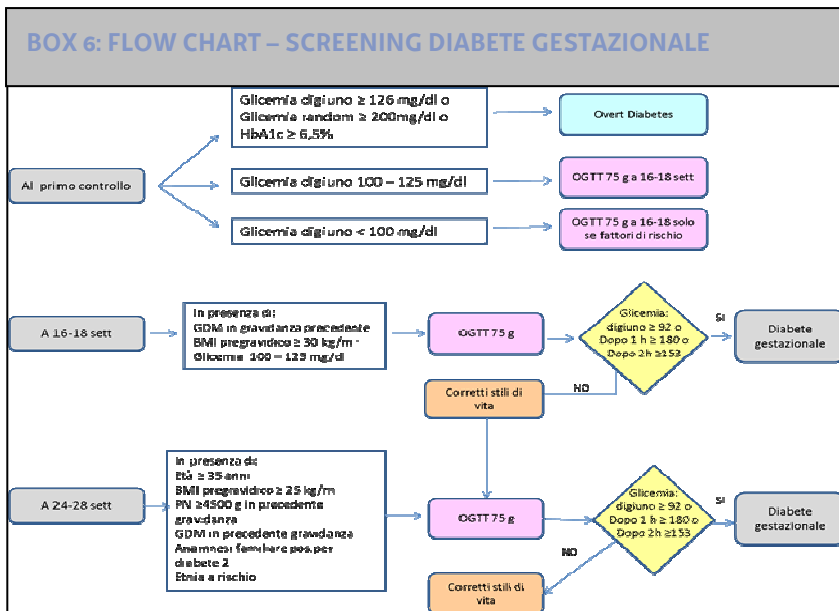 BOX 6: FLOW CHART – SCREENING DIABETE GESTAZIONALE
Glicemia digiuno ≥ 126 mg/dl o
Glicemia random ≥ 200mg/dl o
HbA1c ≥ 6,5%
Overt Diabetes
Al primo controllo
Glicemia digiuno 100 – 125 mg/dl
OGTT 75 g a 16-18 sett
Glicemia digiuno < 100 mg/dl
OGTT 75 g a 16-18 solo
se fattori di rischio
A 16-18 sett
In presenza di:
GDM in gravidanza precedente
BMI pregravidico ≥ 30 kg/m
Glicemia 100 – 125 mg/dl
OGTT 75 g
Glicemia:
digiuno ≥ 92 o
Dopo 1 h ≥ 180 o
Dopo 2h ≥153
SI
Diabete
gestazionale
NO
Corretti stili di
vita
A 24-28 sett
In presenza di:
Età ≥ 35 anni
BMI pregravidico ≥ 25 kg/m
PN ≥4500 g in precedente
gravidanza
GDM in precedente gravidanza
Anamnesi familiare pos.per
diabete 2
Etnia a rischio
OGTT 75 g
Glicemia:
digiuno ≥ 92 o
Dopo 1 h ≥ 180 o
Dopo 2h ≥153
SI
Diabete
gestazionale
NO
Corretti stili di
vita